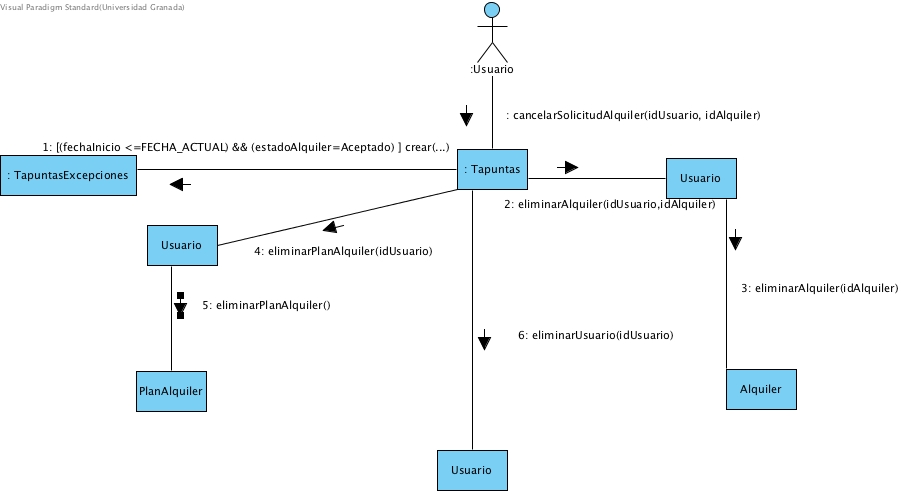 Visual Paradigm Standard(Universidad Granada)
:Usuario
: cancelarSolicitudAlquiler(idUsuario, idAlquiler)
1: [(fechaInicio <=FECHA_ACTUAL) && (estadoAlquiler=Aceptado) ] crear(...)
: TapuntasExcepciones
: Tapuntas
Usuario
2: eliminarAlquiler(idUsuario,idAlquiler)
Usuario
4: eliminarPlanAlquiler(idUsuario)
3: eliminarAlquiler(idAlquiler)
5: eliminarPlanAlquiler()
6: eliminarUsuario(idUsuario)
PlanAlquiler
Alquiler
Usuario